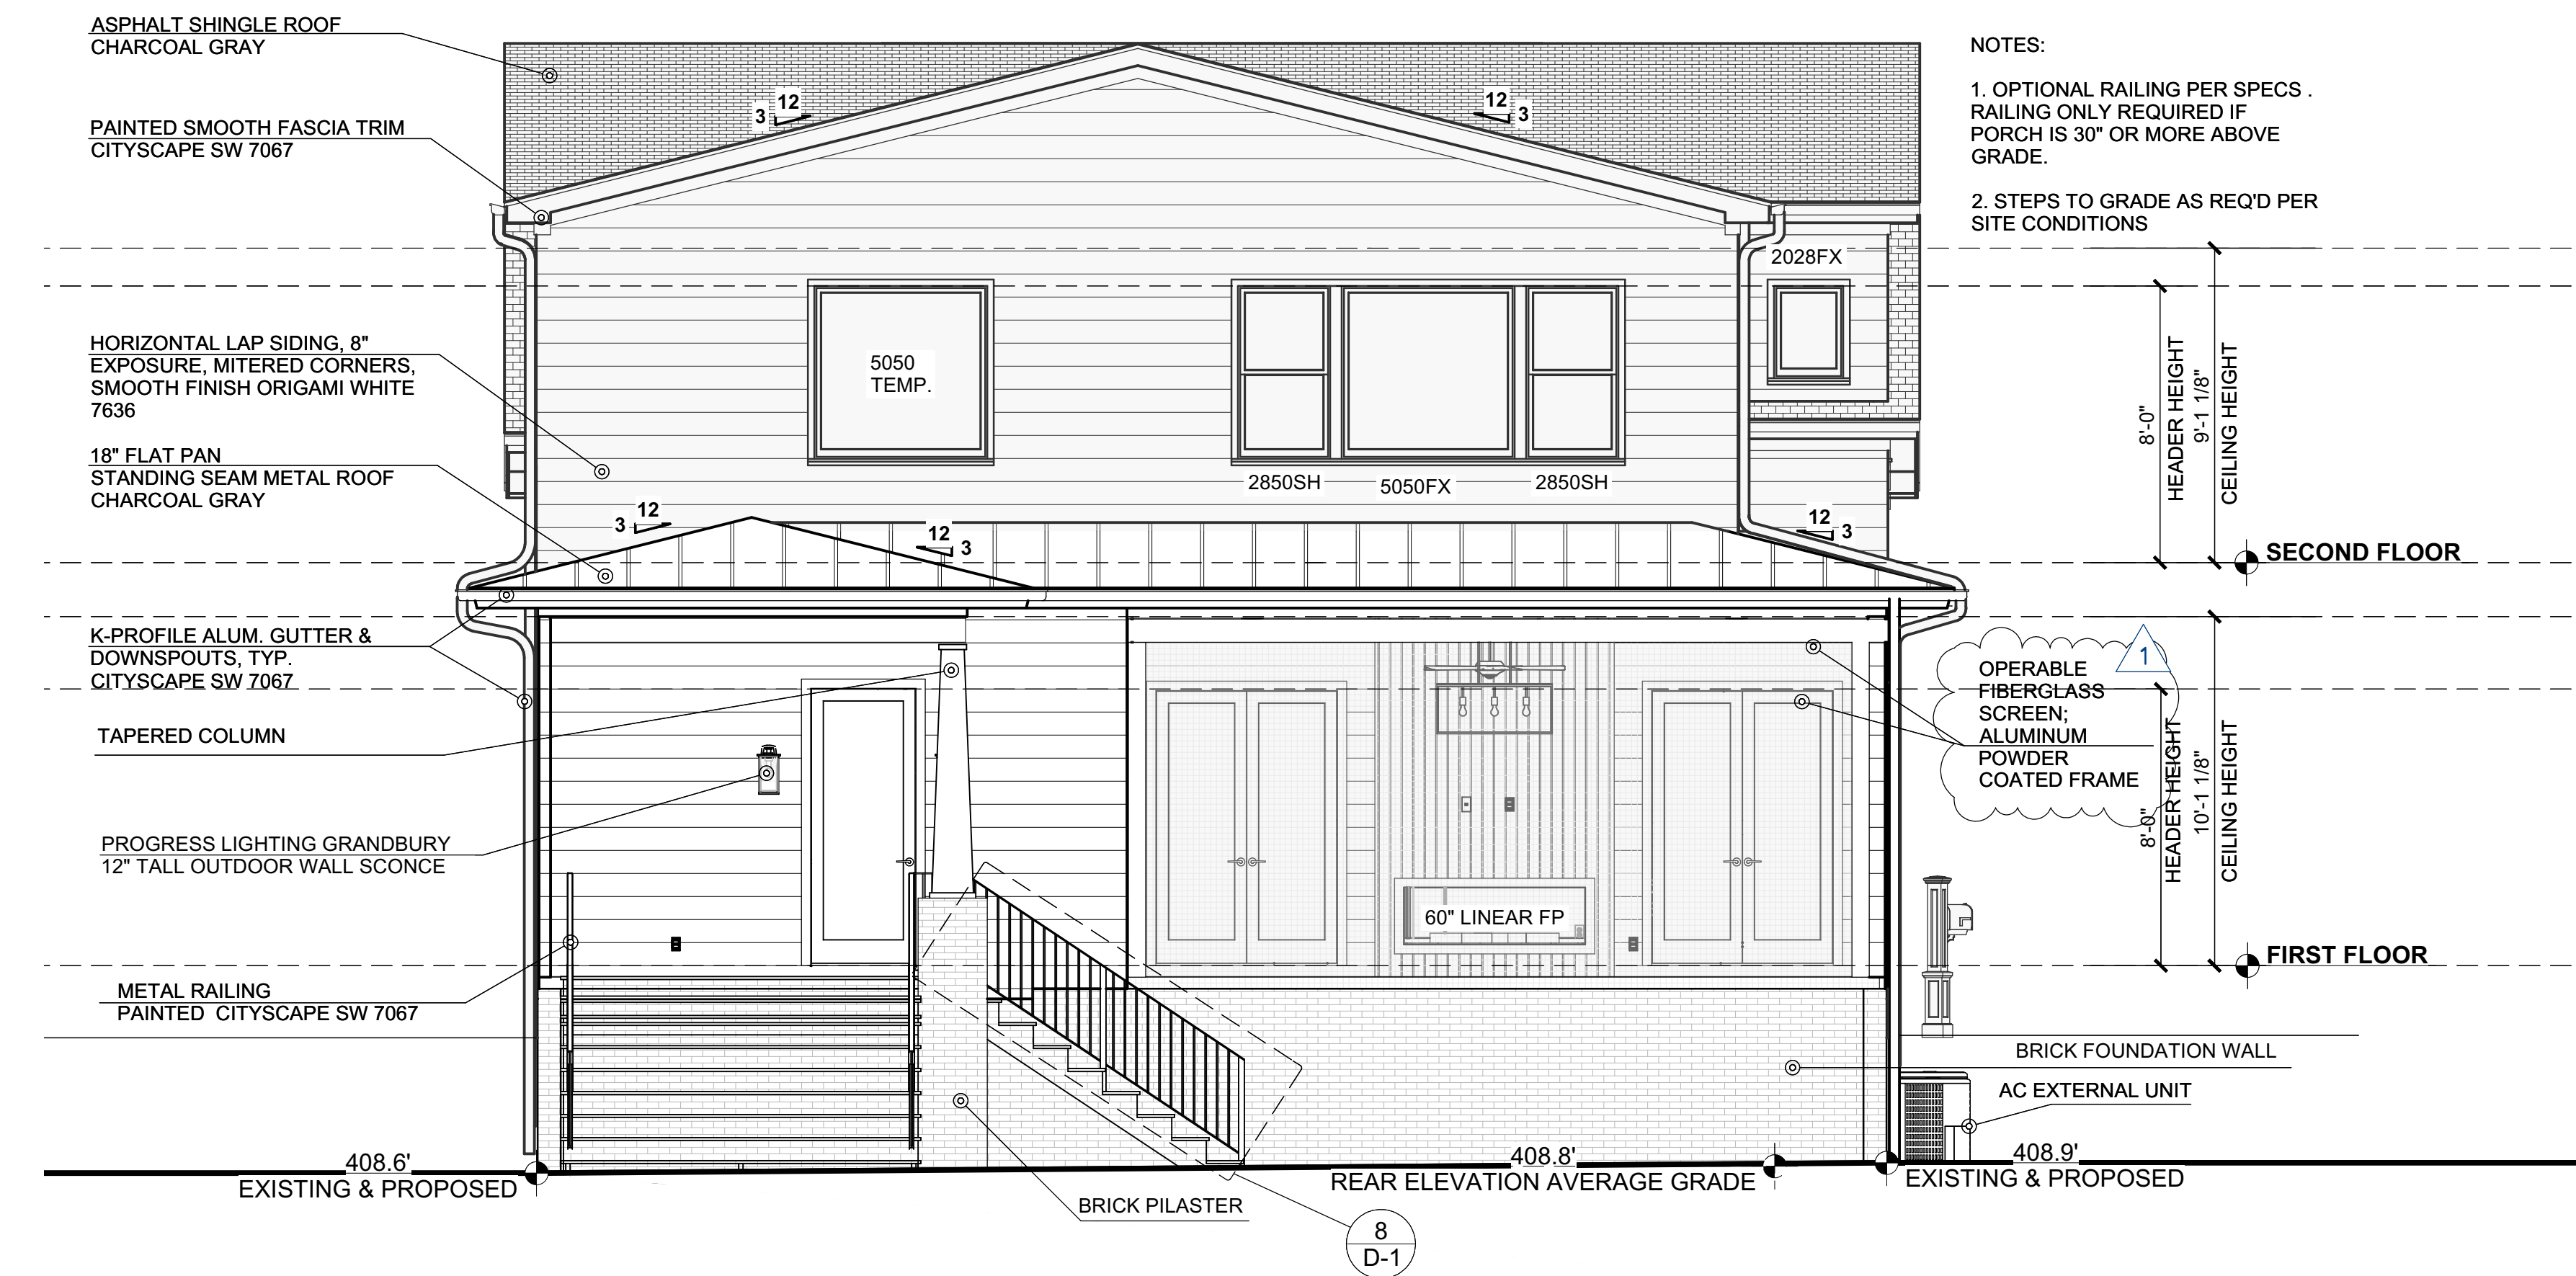 ASPHALT SHINGLE ROOF
CHARCOAL GRAY
PAINTED SMOOTH FASCIA TRIM
CITYSCAPE SW 7067
HORIZONTAL LAP SIDING, 8"
EXPOSURE, MITERED CORNERS,
SMOOTH FINISH ORIGAMI WHITE
7636
18" FLAT PAN
STANDING SEAM METAL ROOF
CHARCOAL GRAY
K-PROFILE ALUM. GUTTER &
DOWNSPOUTS, TYP.
CITYSCAPE SW 7067
TAPERED COLUMN
PROGRESS LIGHTING GRANDBURY
12" TALL OUTDOOR WALL SCONCE
METAL RAILING
PAINTED CITYSCAPE SW 7067
408.6'
EXISTING & PROPOSED
12
3
12
3
5050
TEMP.
2850SH
5050FX
2850SH
2028FX
12
3
12
3
12
3
60" LINEAR FP
408.8'
REAR ELEVATION AVERAGE GRADE
BRICK PILASTER
8
D-1
NOTES:
1. OPTIONAL RAILING PER SPECS .
RAILING ONLY REQUIRED IF
PORCH IS 30" OR MORE ABOVE
GRADE.
2. STEPS TO GRADE AS REQ'D PER
SITE CONDITIONS
8'-0"
HEADER HEIGHT
9'-1 1/8"
CEILING HEIGHT
SECOND FLOOR
1
OPERABLE
FIBERGLASS
SCREEN;
ALUMINUM
POWDER
COATED FRAME
8'-0"
HEADER HEIGHT
10'-1 1/8"
CEILING HEIGHT
FIRST FLOOR
BRICK FOUNDATION WALL
AC EXTERNAL UNIT
408.9'
EXISTING & PROPOSED